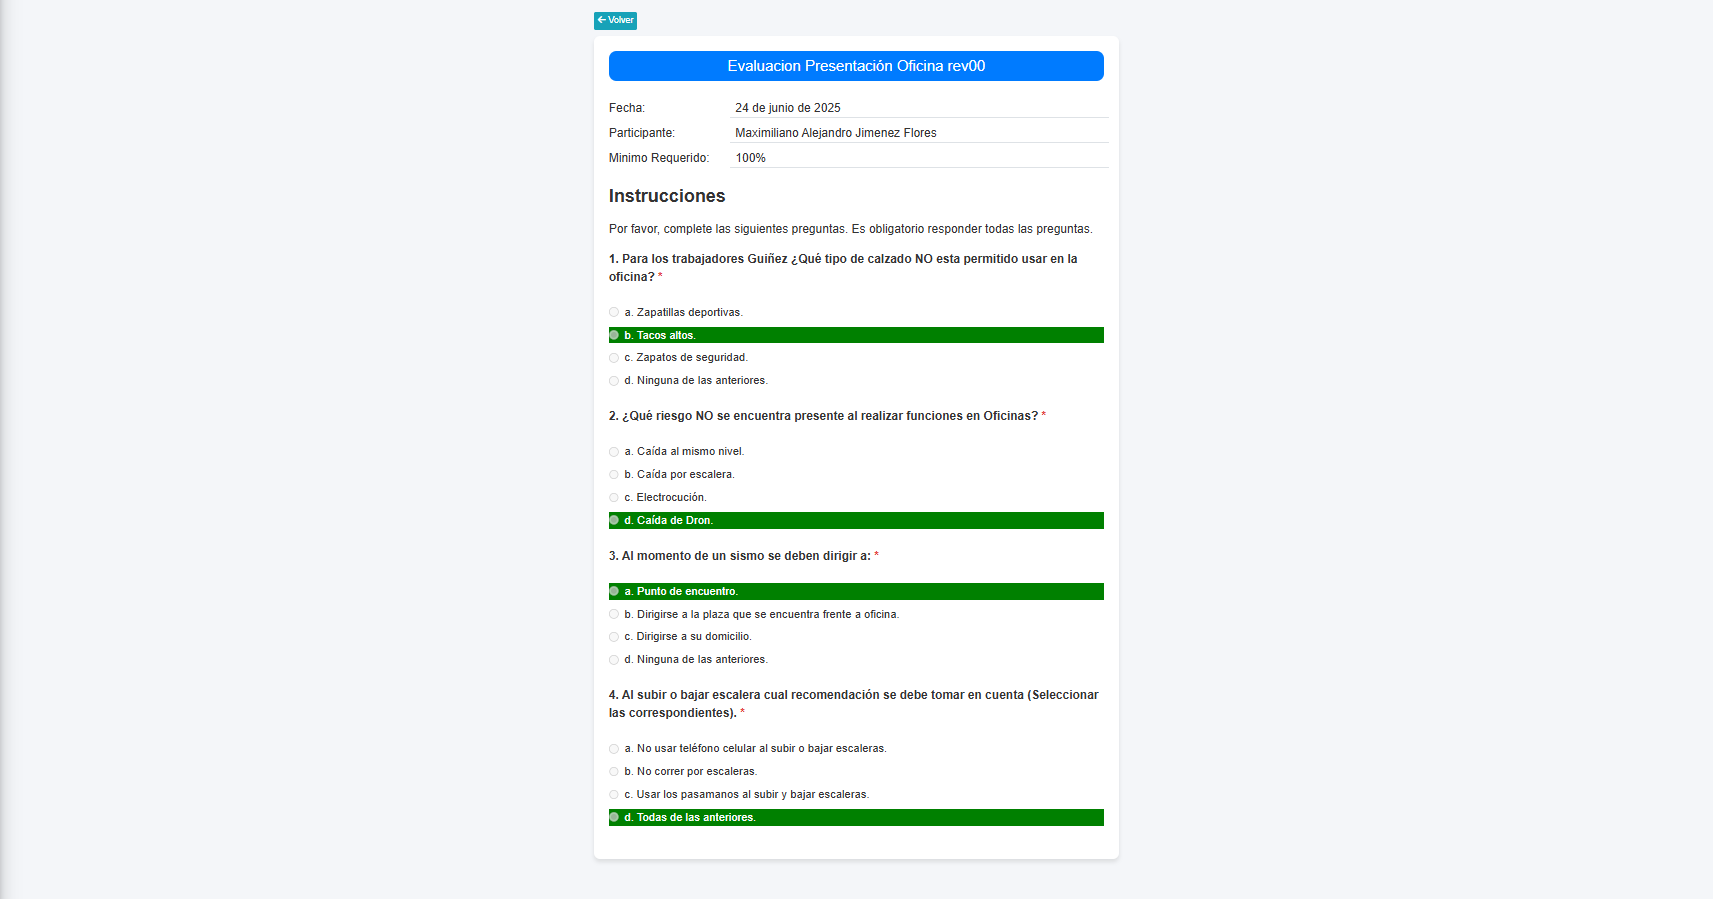 Volver
Evaluacion Presentación Oficina rev00
Fecha: 24 de junio de 2025
Participante: Maximiliano Alejandro Jimenez Flores
Minimo Requerido: 100%
Instrucciones
Por favor, complete las siguientes preguntas. Es obligatorio responder todas las preguntas.
1. Para los trabajadores Guiñez ¿Qué tipo de calzado NO esta permitido usar en la
oficina? *
a. Zapatillas deportivas.
b. Tacos altos.
c. Zapatos de seguridad.
d. Ninguna de las anteriores.
2. ¿Qué riesgo NO se encuentra presente al realizar funciones en Oficinas? *
a. Caída al mismo nivel.
b. Caída por escalera.
c. Electrocución.
d. Caída de Dron.
3. Al momento de un sismo se deben dirigir a: *
a. Punto de encuentro.
b. Dirigirse a la plaza que se encuentra frente a oficina.
c. Dirigirse a su domicilio.
d. Ninguna de las anteriores.
4. Al subir o bajar escalera cual recomendación se debe tomar en cuenta (Seleccionar
las correspondientes). *
a. No usar teléfono celular al subir o bajar escaleras.
b. No correr por escaleras.
c. Usar los pasamanos al subir y bajar escaleras.
d. Todas de las anteriores.